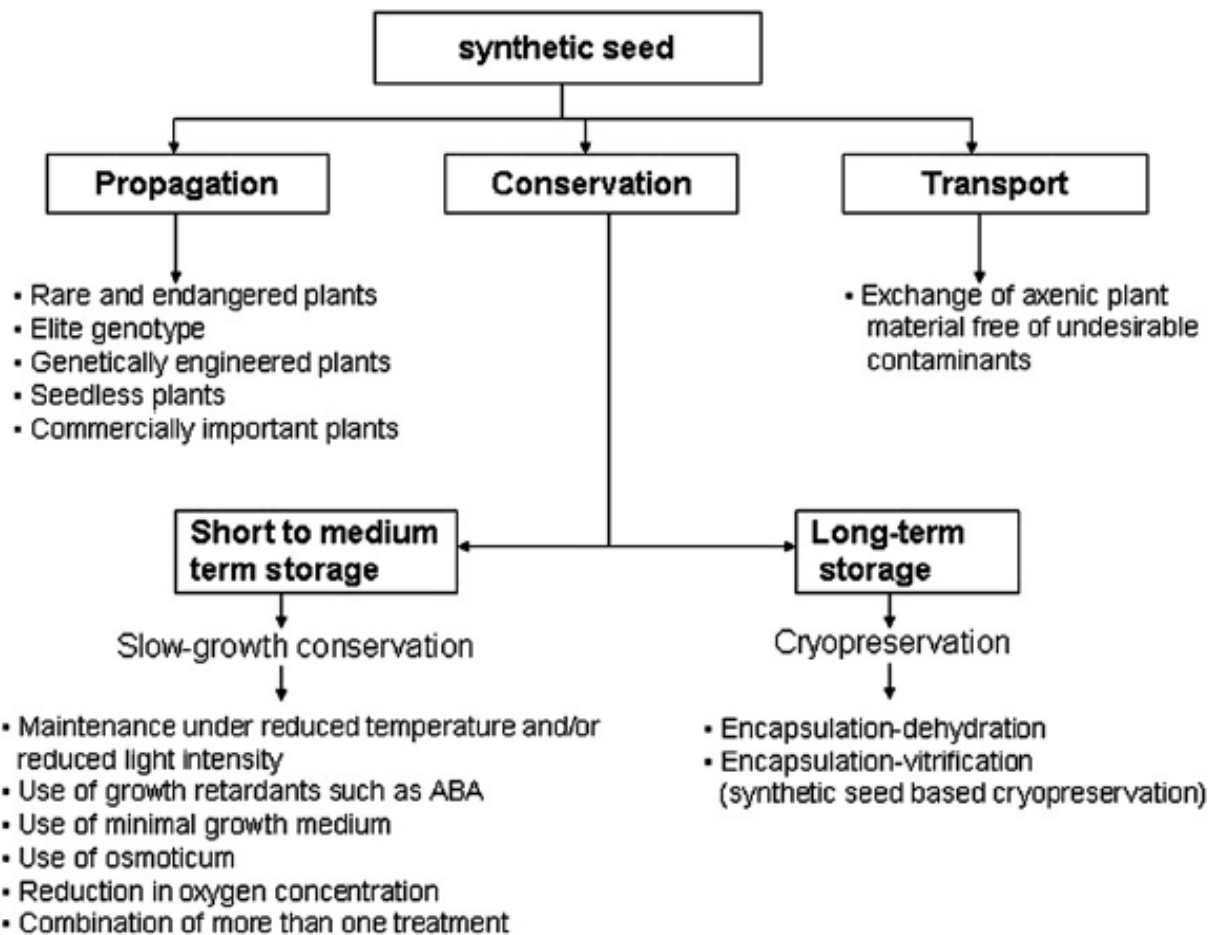 synthetic seed
Propagation
Conservation
Transport
▪ Rare and endangered plants
▪ Elite genotype
▪ Genetically engineered plants
▪ Seedless plants
▪ Commercially important plants
▪ Exchange of axenic plant
material free of undesirable
contaminants
Short to medium
term storage
Slow-growth conservation
▪ Maintenance under reduced temperature and/or
reduced light intensity
▪ Use of growth retardants such as ABA
▪ Use of minimal growth medium
▪ Use of osmoticum
▪ Reduction in oxygen concentration
▪ Combination of more than one treatment
Long-term
storage
Cryopreservation
▪ Encapsulation-dehydration
▪ Encapsulation-vitrification
(synthetic seed based cryopreservation)